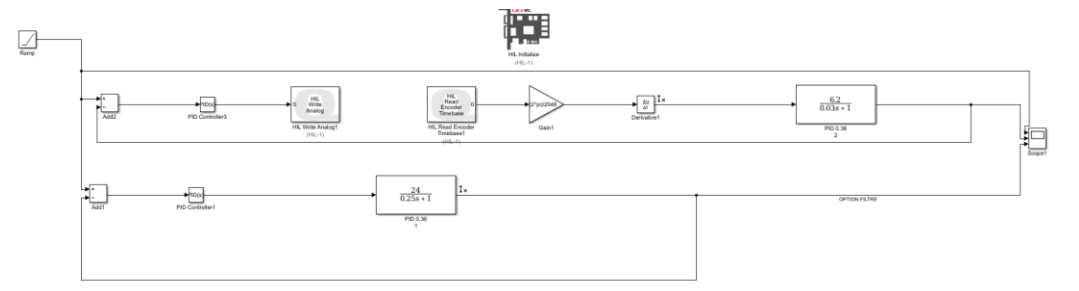 HIL Initialize
(HIL-1)
Ramp
Add2
PID Controller3
HIL
Write
Analog
0
HIL Write Analog1
(HIL-1)
HIL
Read
Encoder
Timebase
0
HIL Read Encoder
Timebase1
(HIL-1)
(2*pi)/2048
Gain1
Derivative1
6.2
0.03s + 1
PID 0.36
2
Scope1
Add1
PID Controller1
24
0.25s + 1
PID 0.36
1
OPTION FILTRE